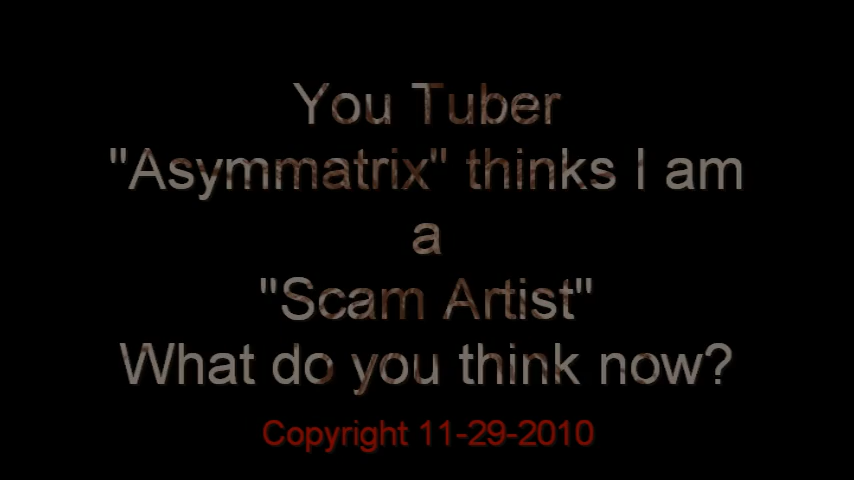 You Tuber
"Asymmatrix" thinks I am
a
"Scam Artist"
What do you think now?
Copyright 11-29-2010